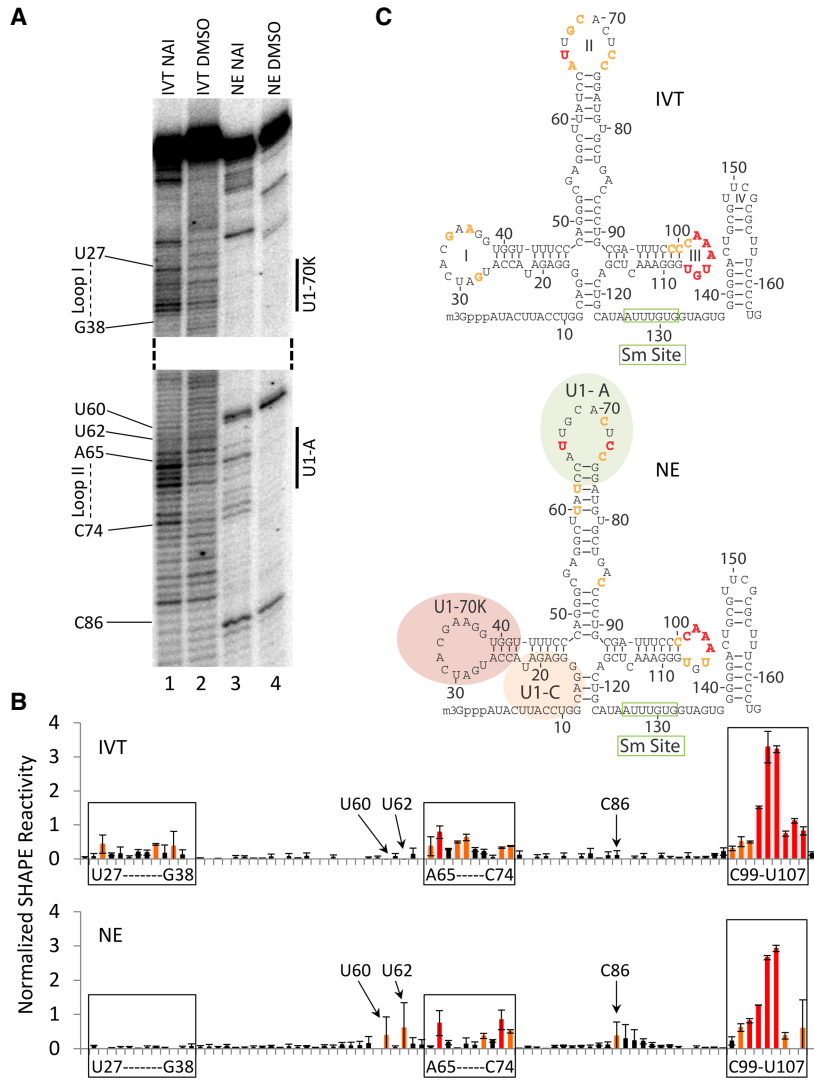 A
IVT NAI
IVT DMSO
NE NAI
NE DMSO
U27
Loop I
G38
U1-70K
U60
U62
A65
Loop II
C74
C86
U1-A
1 2 3 4
C
IVT
II
70
60
80
50
90
I
40
30
20
10
100
III
110
120
150
IV
140
160
m3GpppAUACUUACCUGG
CAUAAUUUGUGGUAGUG
UG
130
Sm Site
NE
U1- A
70
60
80
U1-70K
50
90
40
30
20
U1-C
10
100
110
120
150
140
160
m3GpppAUACUUACCUGG
CAUAAUUUGUGGUAGUG
UG
130
Sm Site
B
Normalized SHAPE Reactivity
4
3
2
1
0
IVT
U60
U62
C86
U27-------G38
A65-----C74
C99-U107
4
3
2
1
0
NE
U60
U62
C86
U27-------G38
A65-----C74
C99-U107